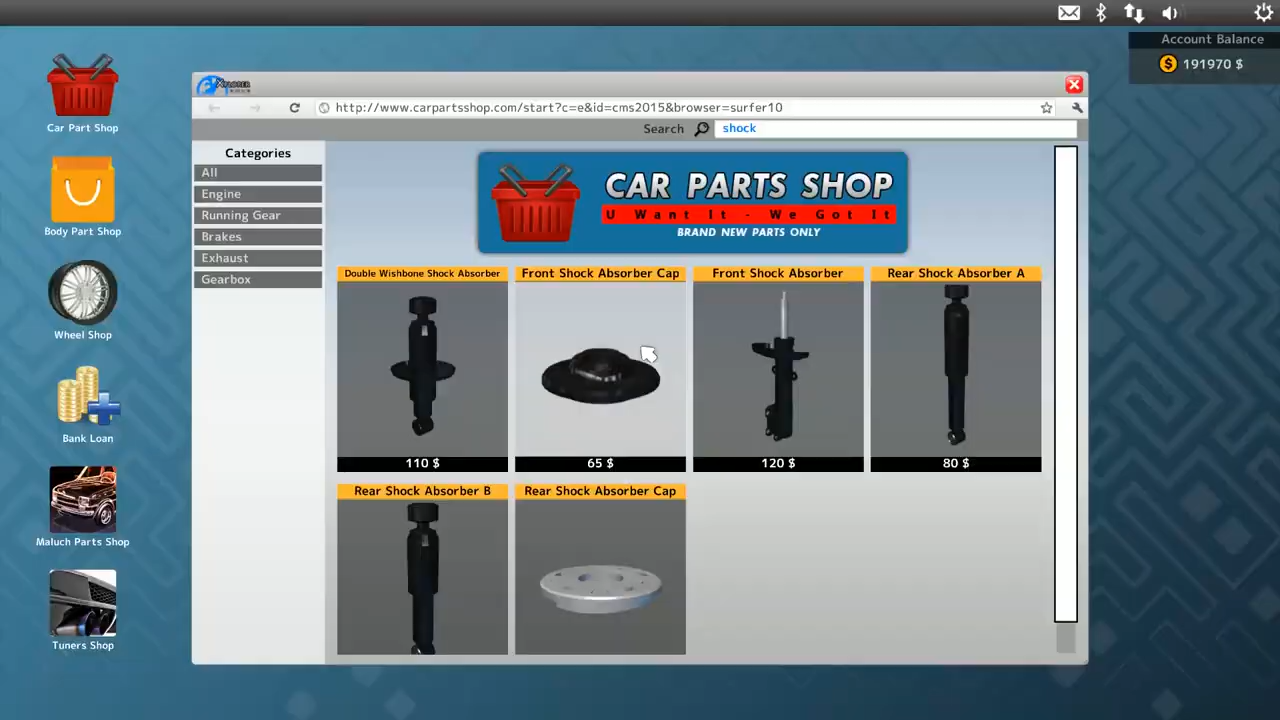 Account Balance
191970 $
Car Part Shop
Body Part Shop
Wheel Shop
Bank Loan
Maluch Parts Shop
Tuners Shop
http://www.carpartsshop.com/start?c=e&id=cms2015&browser=surfer10
Search shock
Categories
All
Engine
Running Gear
Brakes
Exhaust
Gearbox
CAR PARTS SHOP
U Want It - We Got It
BRAND NEW PARTS ONLY
Double Wishbone Shock Absorber
110 $
Front Shock Absorber Cap
65 $
Front Shock Absorber
120 $
Rear Shock Absorber A
80 $
Rear Shock Absorber B
Rear Shock Absorber Cap